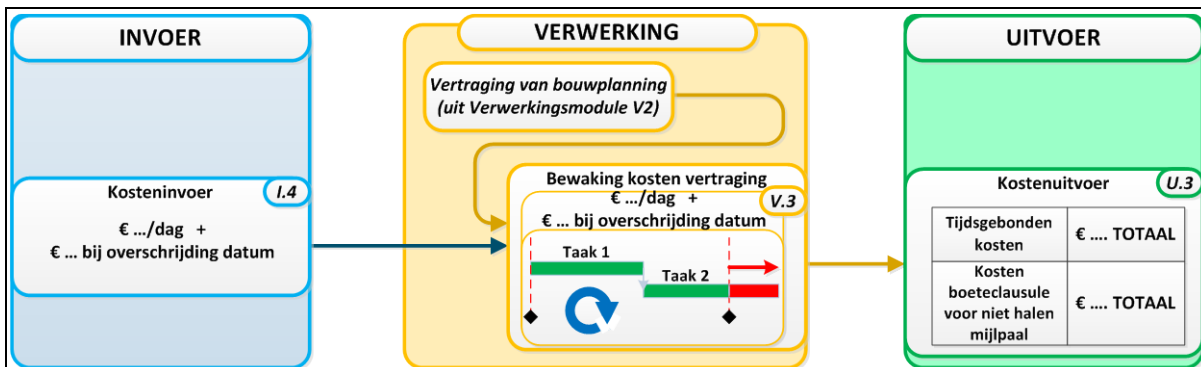 INVOER
VERWERKING
UITVOER
Vertraging van bouwplanning
(uit Verwerkingsmodule V2)
Kosteninvoer
I.4
€ .../dag +
€ ... bij overschrijding datum
Bewaking kosten vertraging
€ .../dag +
V.3
€ ... bij overschrijding datum
Taak 1
Taak 2
Kostenuitvoer
U.3
Tijdsgebonden
kosten
€ .... TOTAAL
Kosten
boeteclausule
voor niet halen
mijlpaal
€ .... TOTAAL